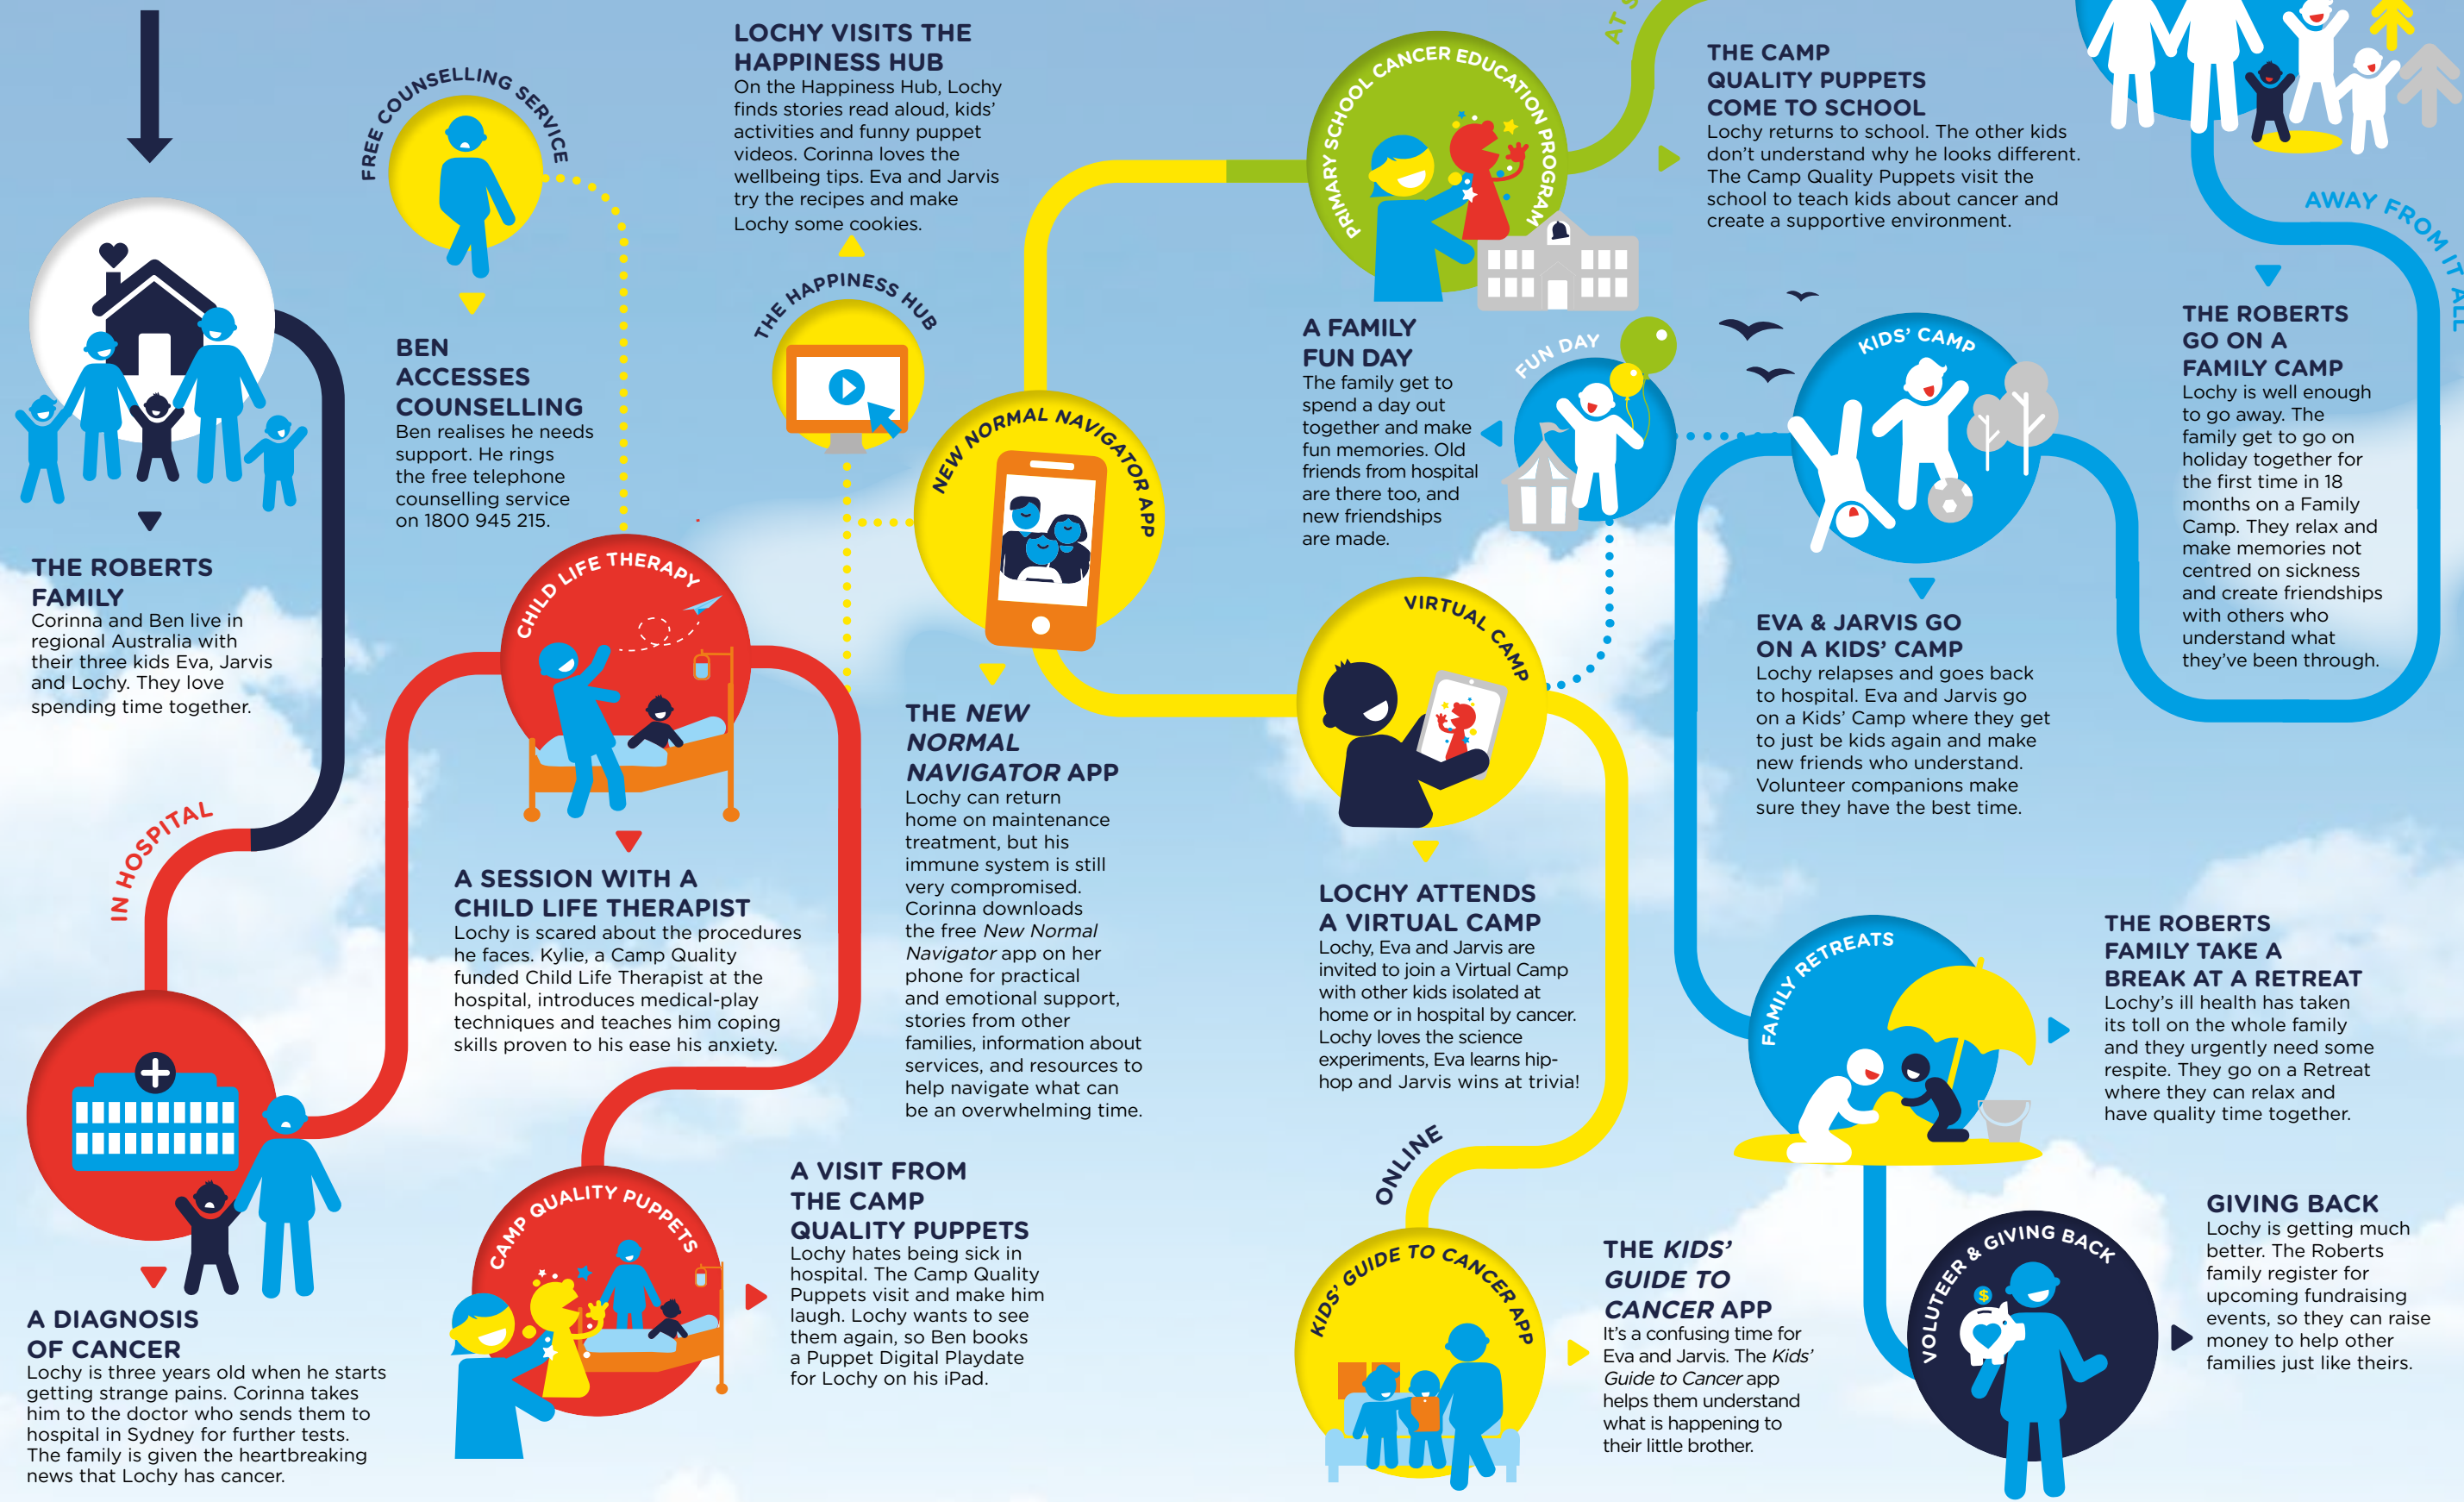 THE ROBERTS
FAMILY
Corinna and Ben live in
regional Australia with
their three kids Eva, Jarvis
and Lochy. They love
spending time together.
IN HOSPITAL
A DIAGNOSIS
OF CANCER
Lochy is three years old when he starts
getting strange pains. Corinna takes
him to the doctor who sends them to
hospital in Sydney for further tests.
The family is given the heartbreaking
news that Lochy has cancer.
FREE COUNSELLING SERVICE
BEN
ACCESSES
COUNSELLING
Ben realises he needs
support. He rings
the free telephone
counselling service
on 1800 945 215.
CHILD LIFE THERAPY
A SESSION WITH A
CHILD LIFE THERAPIST
Lochy is scared about the procedures
he faces. Kylie, a Camp Quality
funded Child Life Therapist at the
hospital, introduces medical-play
techniques and teaches him coping
skills proven to his ease his anxiety.
CAMP QUALITY PUPPETS
A VISIT FROM
THE CAMP
QUALITY PUPPETS
Lochy hates being sick in
hospital. The Camp Quality
Puppets visit and make him
laugh. Lochy wants to see
them again, so Ben books
a Puppet Digital Playdate
for Lochy on his iPad.
LOCHY VISITS THE
HAPPINESS HUB
On the Happiness Hub, Lochy
finds stories read aloud, kids'
activities and funny puppet
videos. Corinna loves the
wellbeing tips. Eva and Jarvis
try the recipes and make
Lochy some cookies.
THE HAPPINESS HUB
NEW NORMAL NAVIGATOR APP
THE NEW
NORMAL
NAVIGATOR APP
Lochy can return
home on maintenance
treatment, but his
immune system is still
very compromised.
Corinna downloads
the free New Normal
Navigator app on her
phone for practical
and emotional support,
stories from other
families, information about
services, and resources to
help navigate what can
be an overwhelming time.
VIRTUAL CAMP
LOCHY ATTENDS
A VIRTUAL CAMP
Lochy, Eva and Jarvis are
invited to join a Virtual Camp
with other kids isolated at
home or in hospital by cancer.
Lochy loves the science
experiments, Eva learns hip-
hop and Jarvis wins at trivia!
ONLINE
KIDS' GUIDE TO CANCER APP
THE KIDS'
GUIDE TO
CANCER APP
It's a confusing time for
Eva and Jarvis. The Kids'
Guide to Cancer app
helps them understand
what is happening to
their little brother.
PRIMARY SCHOOL CANCER EDUCATION PROGRAM
AT S
THE CAMP
QUALITY PUPPETS
COME TO SCHOOL
Lochy returns to school. The other kids
don't understand why he looks different.
The Camp Quality Puppets visit the
school to teach kids about cancer and
create a supportive environment.
A FAMILY
FUN DAY
The family get to
spend a day out
together and make
fun memories. Old
friends from hospital
are there too, and
new friendships
are made.
FUN DAY
KIDS' CAMP
EVA & JARVIS GO
ON A KIDS' CAMP
Lochy relapses and goes back
to hospital. Eva and Jarvis go
on a Kids' Camp where they get
to just be kids again and make
new friends who understand.
Volunteer companions make
sure they have the best time.
AWAY FROM IT ALL
THE ROBERTS
GO ON A
FAMILY CAMP
Lochy is well enough
to go away. The
family get to go on
holiday together for
the first time in 18
months on a Family
Camp. They relax and
make memories not
centred on sickness
and create friendships
with others who
understand what
they've been through.
FAMILY RETREATS
THE ROBERTS
FAMILY TAKE A
BREAK AT A RETREAT
Lochy's ill health has taken
its toll on the whole family
and they urgently need some
respite. They go on a Retreat
where they can relax and
have quality time together.
VOLUTEER & GIVING BACK
$
GIVING BACK
Lochy is getting much
better. The Roberts
family register for
upcoming fundraising
events, so they can raise
money to help other
families just like theirs.